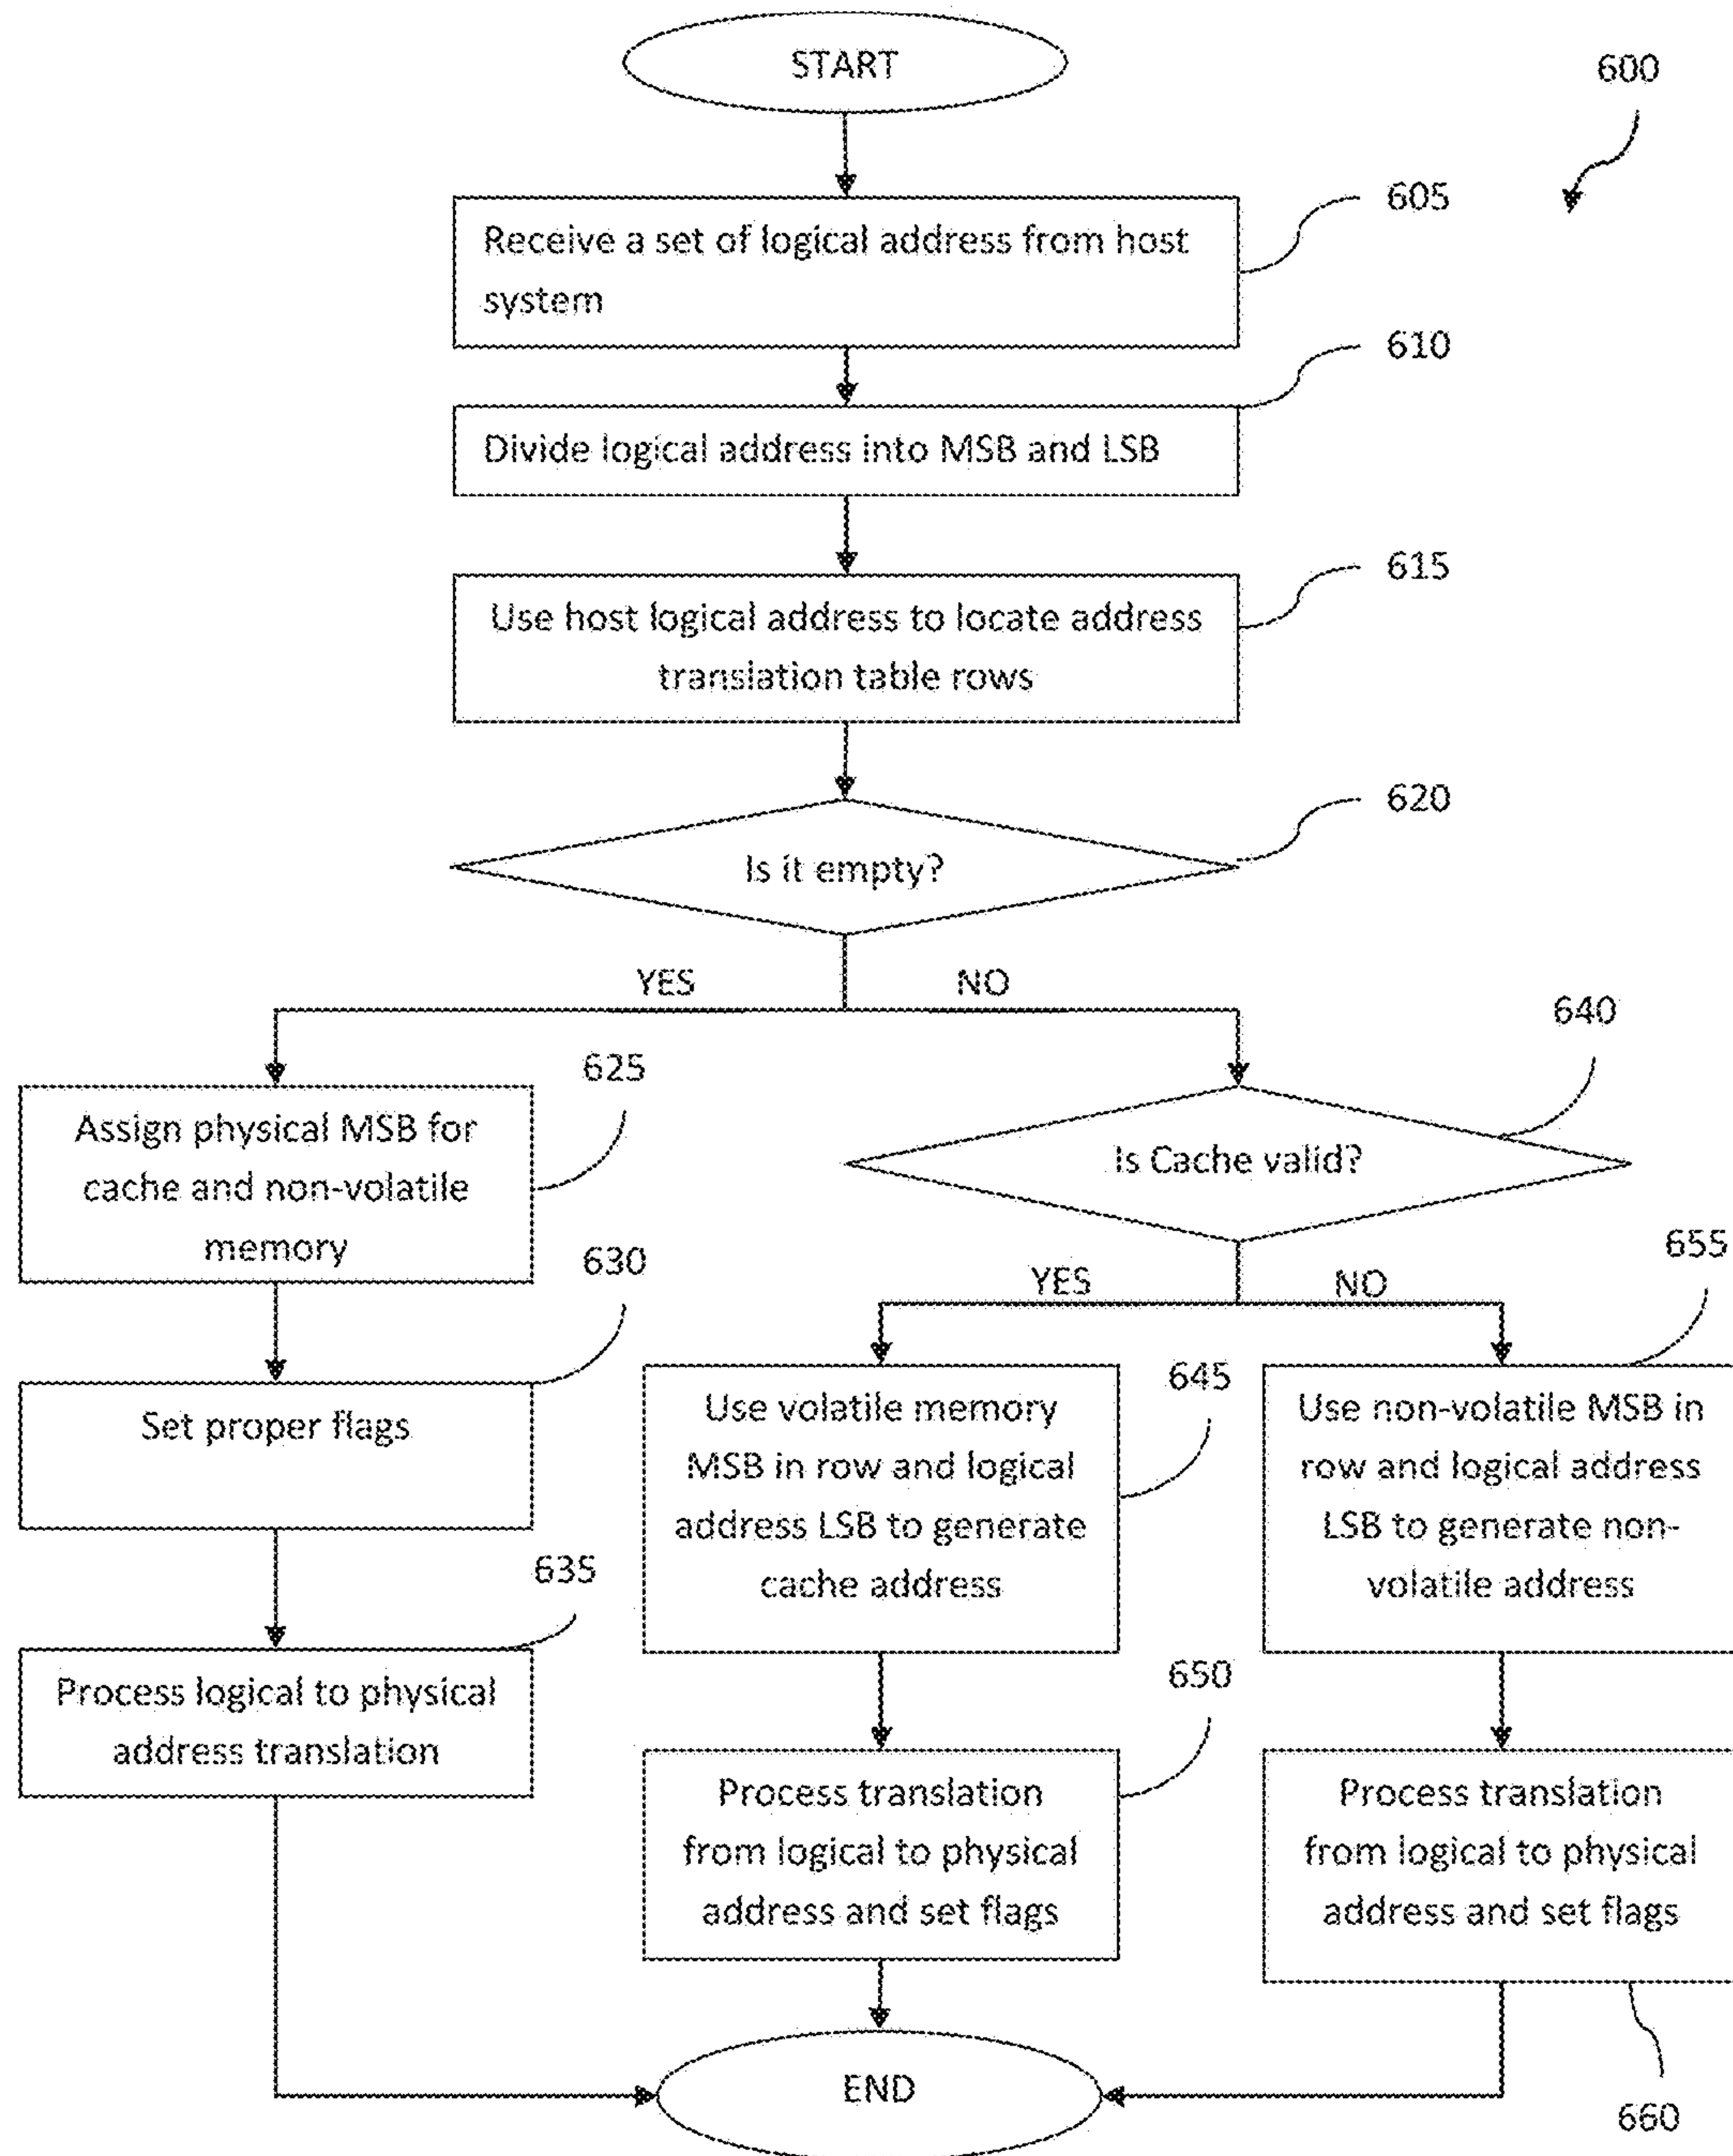 START
600
605
Receive a set of logical address from host
system
610
Divide logical address into MSB and LSB
615
Use host logical address to locate address
translation table rows
620
Is it empty?
YES
NO
640
625
Assign physical MSB for
cache and non-volatile
memory
Is Cache valid?
630
655
YES
NO
Set proper flags
645
Use volatile memory
MSB in row and logical
address LSB to generate
cache address
Use non-volatile MSB in
row and logical address
LSB to generate non-
volatile address
635
Process logical to physical
address translation
650
Process translation
from logical to physical
address and set flags
Process translation
from logical to physical
address and set flags
END
660